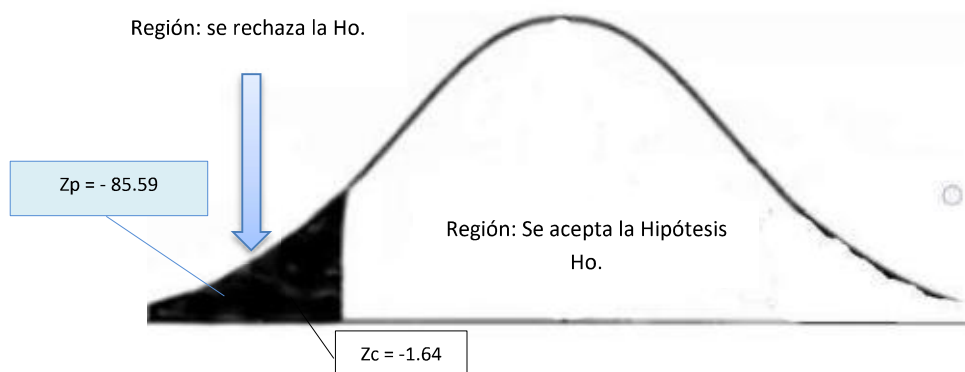 Región: se rechaza la Ho.
Zp = - 85.59
Región: Se acepta la Hipótesis
Ho.
Zc = -1.64